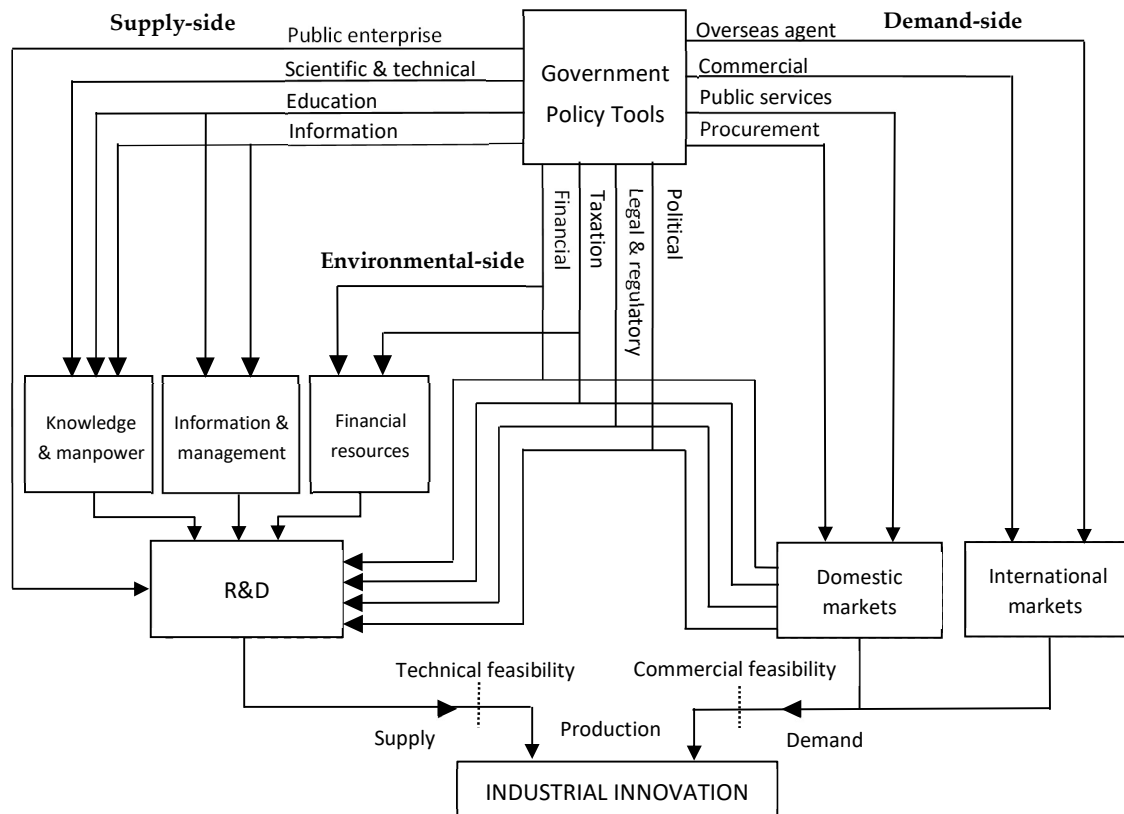 Supply-side
Demand-side
Public enterprise
Scientific & technical
Education
Information
Government
Policy Tools
Overseas agent
Commercial
Public services
Procurement
Financial
Taxation
Legal & regulatory
Political
Environmental-side
Knowledge
& manpower
Information &
management
Financial
resources
R&D
Domestic
markets
International
markets
Technical feasibility
Commercial feasibility
Supply
Production
Demand
INDUSTRIAL INNOVATION